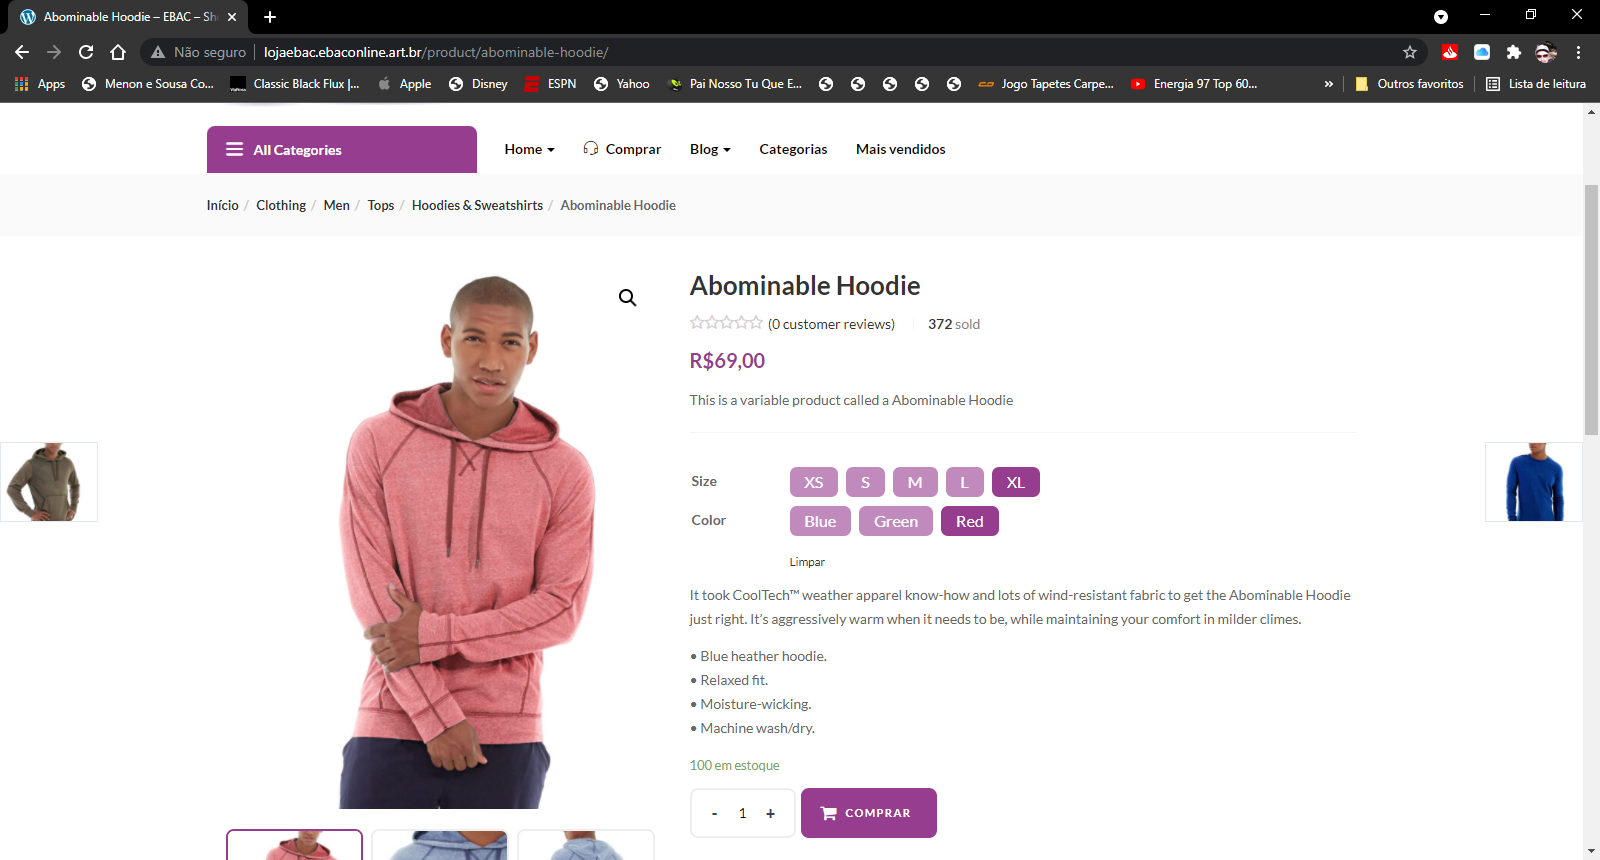 Abominable Hoodie – EBAC – Sh
Não seguro lojaebac.ebaconline.art.br/product/abominable-hoodie/
Apps Menon e Sousa Co... Classic Black Flux |... Apple Disney ESPN Yahoo Pai Nosso Tu Que E... Jogo Tapetes Carpe... Energia 97 Top 60... » Outros favoritos Lista de leitura
All Categories Home Comprar Blog Categorias Mais vendidos
Início / Clothing / Men / Tops / Hoodies & Sweatshirts / Abominable Hoodie
Abominable Hoodie
(0 customer reviews) 372 sold
R$69,00
This is a variable product called a Abominable Hoodie
Size XS S M L XL
Color Blue Green Red
Limpar
It took CoolTech™ weather apparel know-how and lots of wind-resistant fabric to get the Abominable Hoodie
just right. It’s aggressively warm when it needs to be, while maintaining your comfort in milder climes.
• Blue heather hoodie.
• Relaxed fit.
• Moisture-wicking.
• Machine wash/dry.
100 em estoque
- 1 + COMPRAR